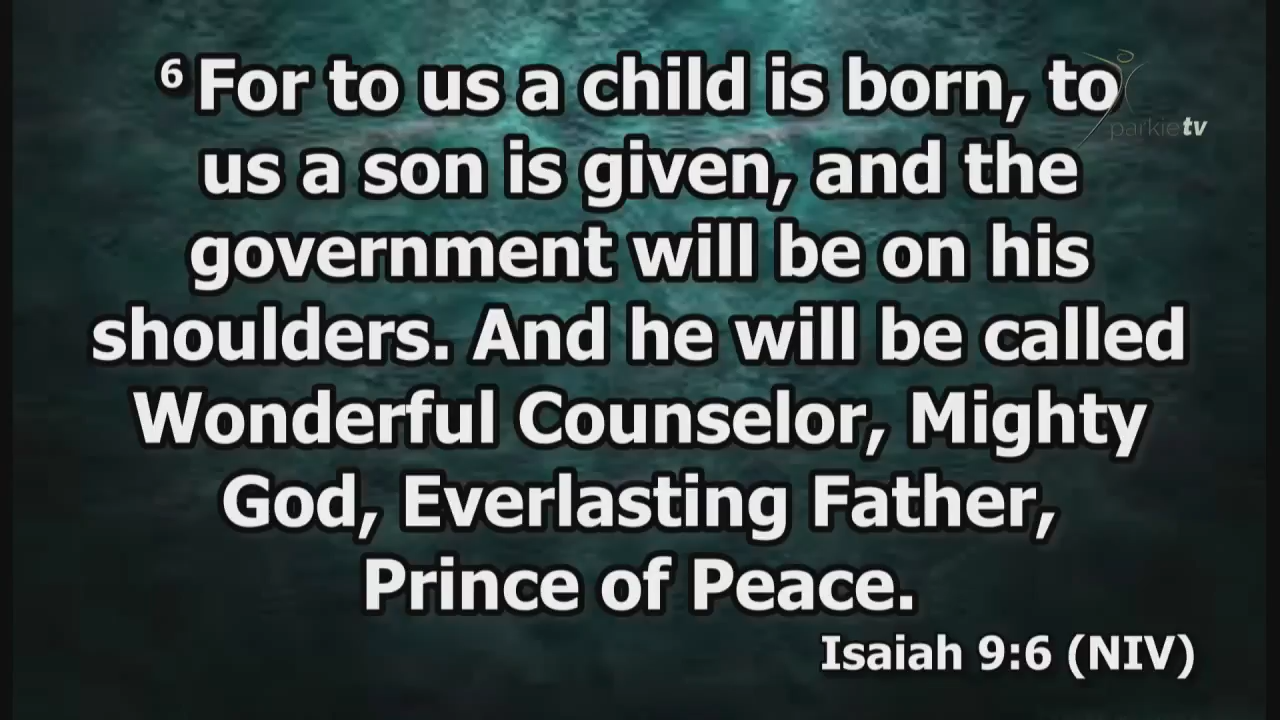 6 For to us a child is born, to
us a son is given, and the
government will be on his
shoulders. And he will be called
Wonderful Counselor, Mighty
God, Everlasting Father,
Prince of Peace.
Isaiah 9:6 (NIV)
parkietv